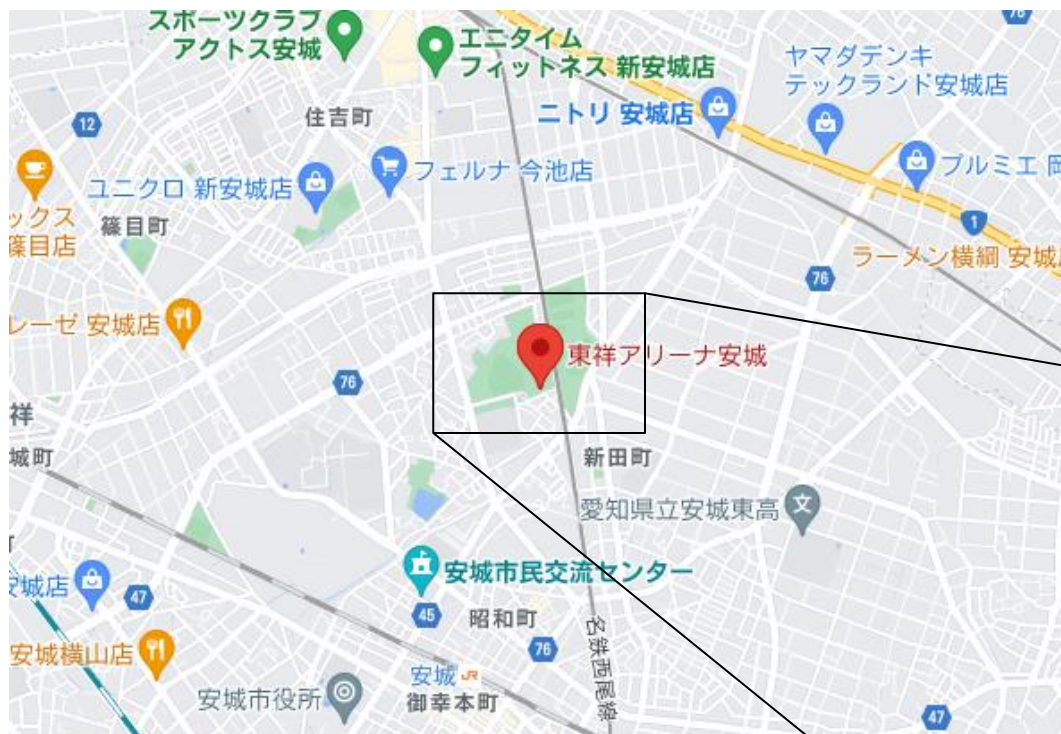 スポーツクラブ
アクトス安城
エニタイム
フィットネス 新安城店
76
ヤマダデンキ
テックランド安城店
ニトリ 安城店
12
住吉町
フェルナ 今池店
プルミエ 岡
ユニクロ 新安城店
ックス
篠目店
篠目町
1
ラーメン横綱 安城
76
レーゼ 安城店
東祥アリーナ安城
76
祥
城町
新田町
愛知県立安城東高
文
安城市民交流センター
安城店
47
45
昭和町
名鉄西尾線
安城横山店
76
安城 JR
安城市役所
御幸本町
47